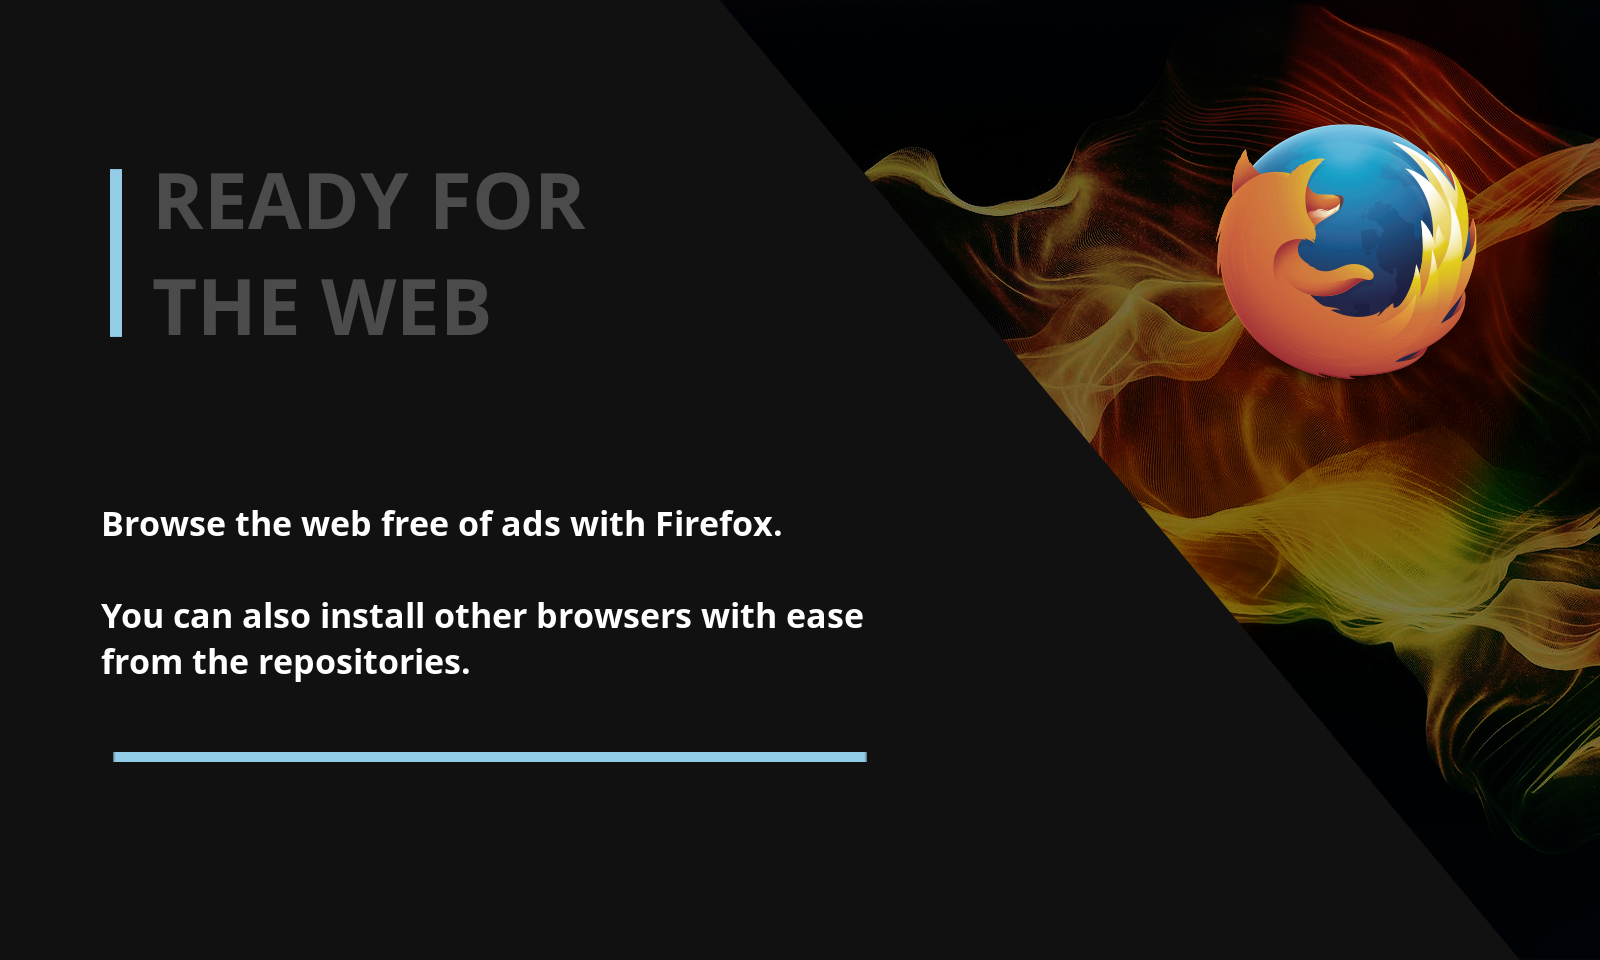 READY FOR
THE WEB
Browse the web free of ads with Firefox.
You can also install other browsers with ease
from the repositories.